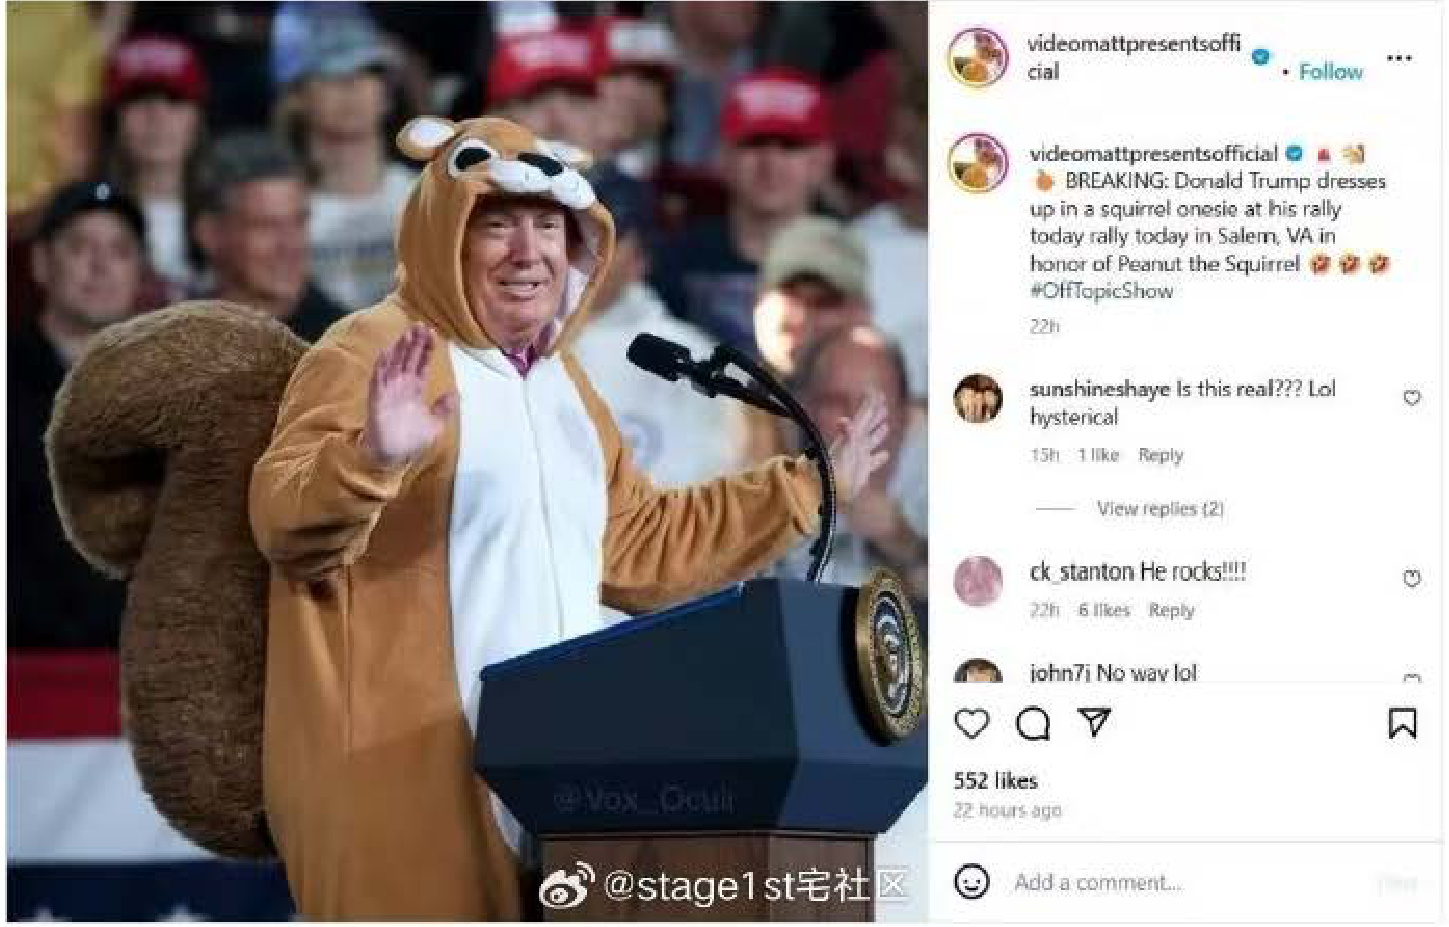 videomattpresentsoffi
cial
• Follow
videomattpresentsofficial
BREAKING: Donald Trump dresses
up in a squirrel onesie at his rally
today rally today in Salem, VA in
honor of Peanut the Squirrel 🤣 🤣 🤣
#OffTopicShow
22h
sunshineshaye Is this real??? Lol
hysterical
15h 1 like Reply
View replies (2)
ck_stanton He rocks!!!!
22h 6 likes Reply
john7i No way lol
552 likes
22 hours ago
Add a comment...
Post
@Vox_Oculi
@stage1st宅社区